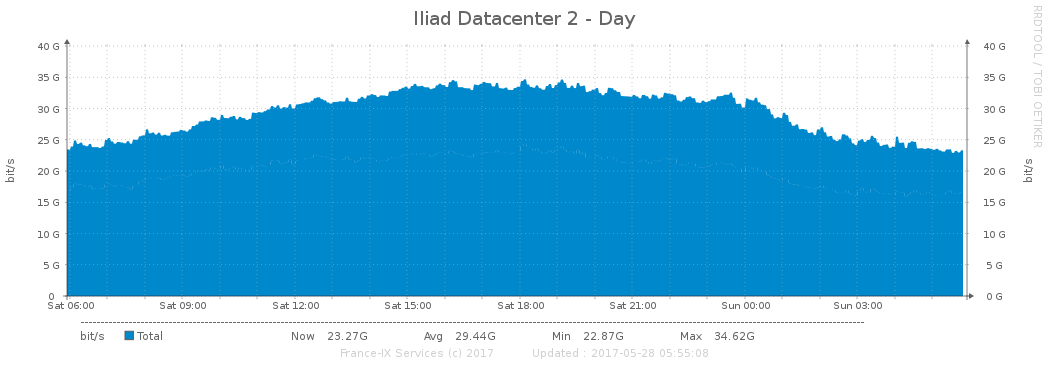 Iliad Datacenter 2 - Day
RRDTOOL / TOBI OETIKER
40 G 40 G
35 G 35 G
30 G 30 G
25 G 25 G
20 G 20 G
15 G 15 G
10 G 10 G
5 G 5 G
0 0 G
bit/s bit/s
Sat 06:00 Sat 09:00 Sat 12:00 Sat 15:00 Sat 18:00 Sat 21:00 Sun 00:00 Sun 03:00
bit/s Total Now 23.27G Avg 29.44G Min 22.87G Max 34.62G
France-IX Services (c) 2017 Updated : 2017-05-28 05:55:08